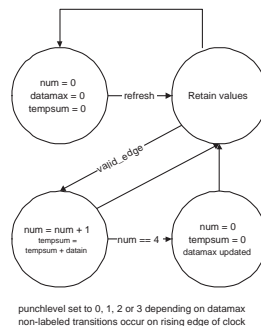 num = 0
datamax = 0
tempsum = 0
refresh
Retain values
vajid_edge
num = num + 1
tempsum =
tempsum + datain
num == 4
num = 0
tempsum = 0
datamax updated
punchlevel set to 0, 1, 2 or 3 depending on datamax
non-labeled transitions occur on rising edge of clock